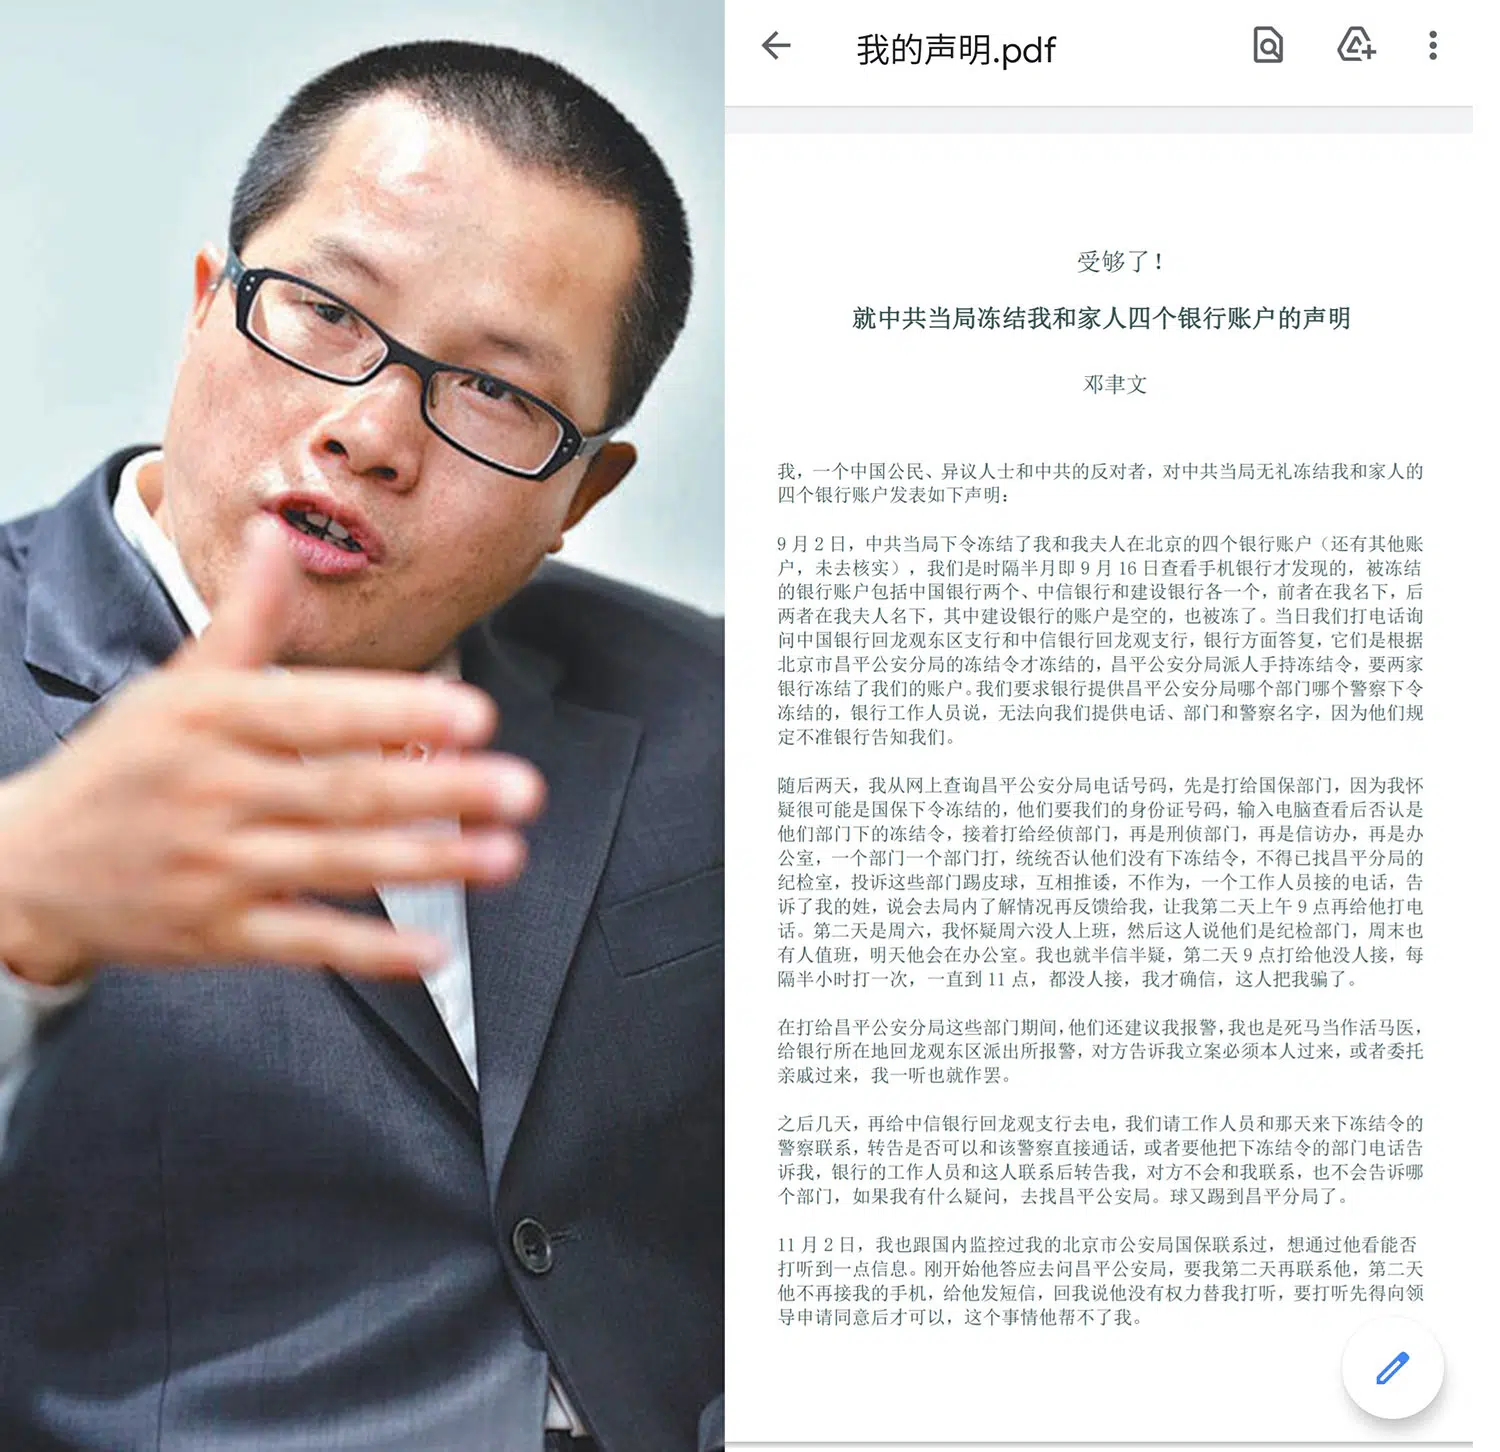 我的声明.pdf
受够了！
就中共当局冻结我和家人四个银行账户的声明
邓聿文
我，一个中国公民、异议人士和中共的反对者，对中共当局无礼冻结我和家人的
四个银行账户发表如下声明：
9 月 2 日，中共当局下令冻结了我和我夫人在北京的四个银行账户（还有其他账
户，未去核实），我们是时隔半月即 9 月 16 日查看手机银行才发现的，被冻结
的银行账户包括中国银行两个、中信银行和建设银行各一个，前者在我名下，后
两者在我夫人名下，其中建设银行的账户是空的，也被冻了。当日我们打电话询
问中国银行回龙观东区支行和中信银行回龙观支行，银行方面答复，它们是根据
北京市昌平公安分局的冻结令才冻结的，昌平公安分局派人手持冻结令，要两家
银行冻结了我们的账户。我们要求银行提供昌平公安分局哪个部门哪个警察下令
冻结的，银行工作人员说，无法向我们提供电话、部门和警察名字，因为他们规
定不准银行告知我们。
随后两天，我从网上查询昌平公安分局电话号码，先是打给国保部门，因为我怀
疑很可能是国保下令冻结的，他们要我们的身份证号码，输入电脑查看后否认是
他们部门下的冻结令，接着打给经侦部门，再是刑侦部门，再是信访办，再是办
公室，一个部门一个部门打，统统否认他们没有下冻结令，不得已找昌平分局的
纪检室，投诉这些部门踢皮球，互相推诿，不作为，一个工作人员接的电话，告
诉了我的姓，说会去局内了解情况再反馈给我，让我第二天上午 9 点再给他打电
话。第二天是周六，我怀疑周六没人上班，然后这人说他们是纪检部门，周末也
有人值班，明天他会在办公室。我也就半信半疑，第二天 9 点打给他没人接，每
隔半小时打一次，一直到 11 点，都没人接，我才确信，这人把我骗了。
在打给昌平公安分局这些部门期间，他们还建议我报警，我也是死马当作活马医，
给银行所在地回龙观东区派出所报警，对方告诉我立案必须本人过来，或者委托
亲戚过来，我一听也就作罢。
之后几天，再给中信银行回龙观支行去电，我们请工作人员和那天来下冻结令的
警察联系，转告是否可以和该警察直接通话，或者要他把下冻结令的部门电话告
诉我，银行的工作人员和这人联系后转告我，对方不会和我联系，也不会告诉哪
个部门，如果我有什么疑问，去找昌平公安局。球又踢到昌平分局了。
11 月 2 日，我也跟国内监控过我的北京市公安局国保联系过，想通过他看能否
打听到一点信息。刚开始他答应去问昌平公安局，要我第二天再联系他，第二天
他不再接我的手机，给他发短信，回我说他没有权力替我打听，要打听先得向领
导申请同意后才可以，这个事情他帮不了我。